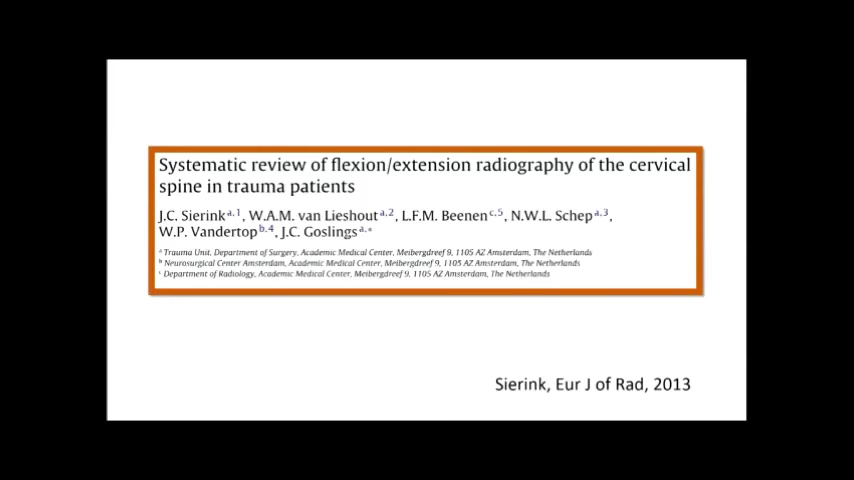 Systematic review of flexion/extension radiography of the cervical
spine in trauma patients
J.C. Sierink a,1, W.A.M. van Lieshout a,2, L.F.M. Beenen c,5, N.W.L. Schep a,3,
W.P. Vandertop b,4, J.C. Goslings a,*
a Trauma Unit, Department of Surgery, Academic Medical Center, Meibergdreef 9, 1105 AZ Amsterdam, The Netherlands
b Neurosurgical Center Amsterdam, Academic Medical Center, Meibergdreef 9, 1105 AZ Amsterdam, The Netherlands
c Department of Radiology, Academic Medical Center, Meibergdreef 9, 1105 AZ Amsterdam, The Netherlands
Sierink, Eur J of Rad, 2013